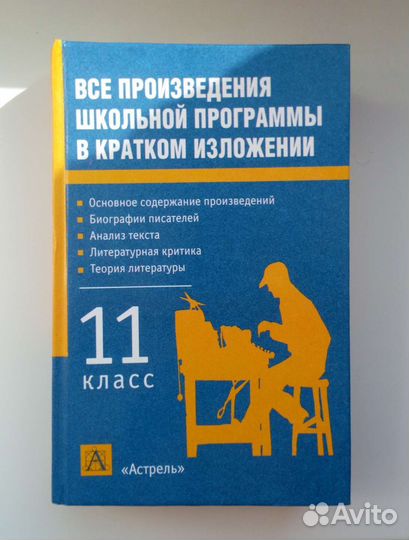 ВСЕ ПРОИЗВЕДЕНИЯ
ШКОЛЬНОЙ ПРОГРАММЫ
В КРАТКОМ ИЗЛОЖЕНИИ
Основное содержание произведений
Биографии писателей
Анализ текста
Литературная критика
Теория литературы
11
класс
А
«Астрель»
Avito